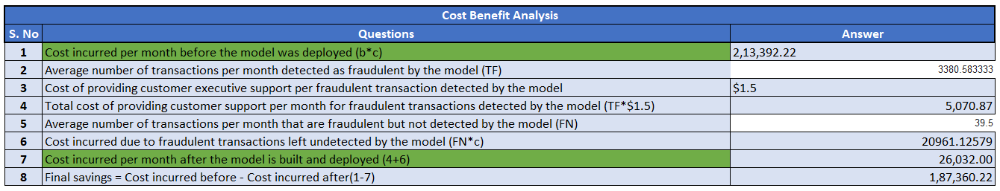 Cost Benefit Analysis
S. No Questions Answer
1 Cost incurred per month before the model was deployed (b*c) 2,13,392.22
2 Average number of transactions per month detected as fraudulent by the model (TF) 3380.583333
3 Cost of providing customer executive support per fraudulent transaction detected by the model $1.5
4 Total cost of providing customer support per month for fraudulent transactions detected by the model (TF*$1.5) 5,070.87
5 Average number of transactions per month that are fraudulent but not detected by the model (FN) 39.5
6 Cost incurred due to fraudulent transactions left undetected by the model (FN*c) 20961.12579
7 Cost incurred per month after the model is built and deployed (4+6) 26,032.00
8 Final savings = Cost incurred before - Cost incurred after(1-7) 1,87,360.22